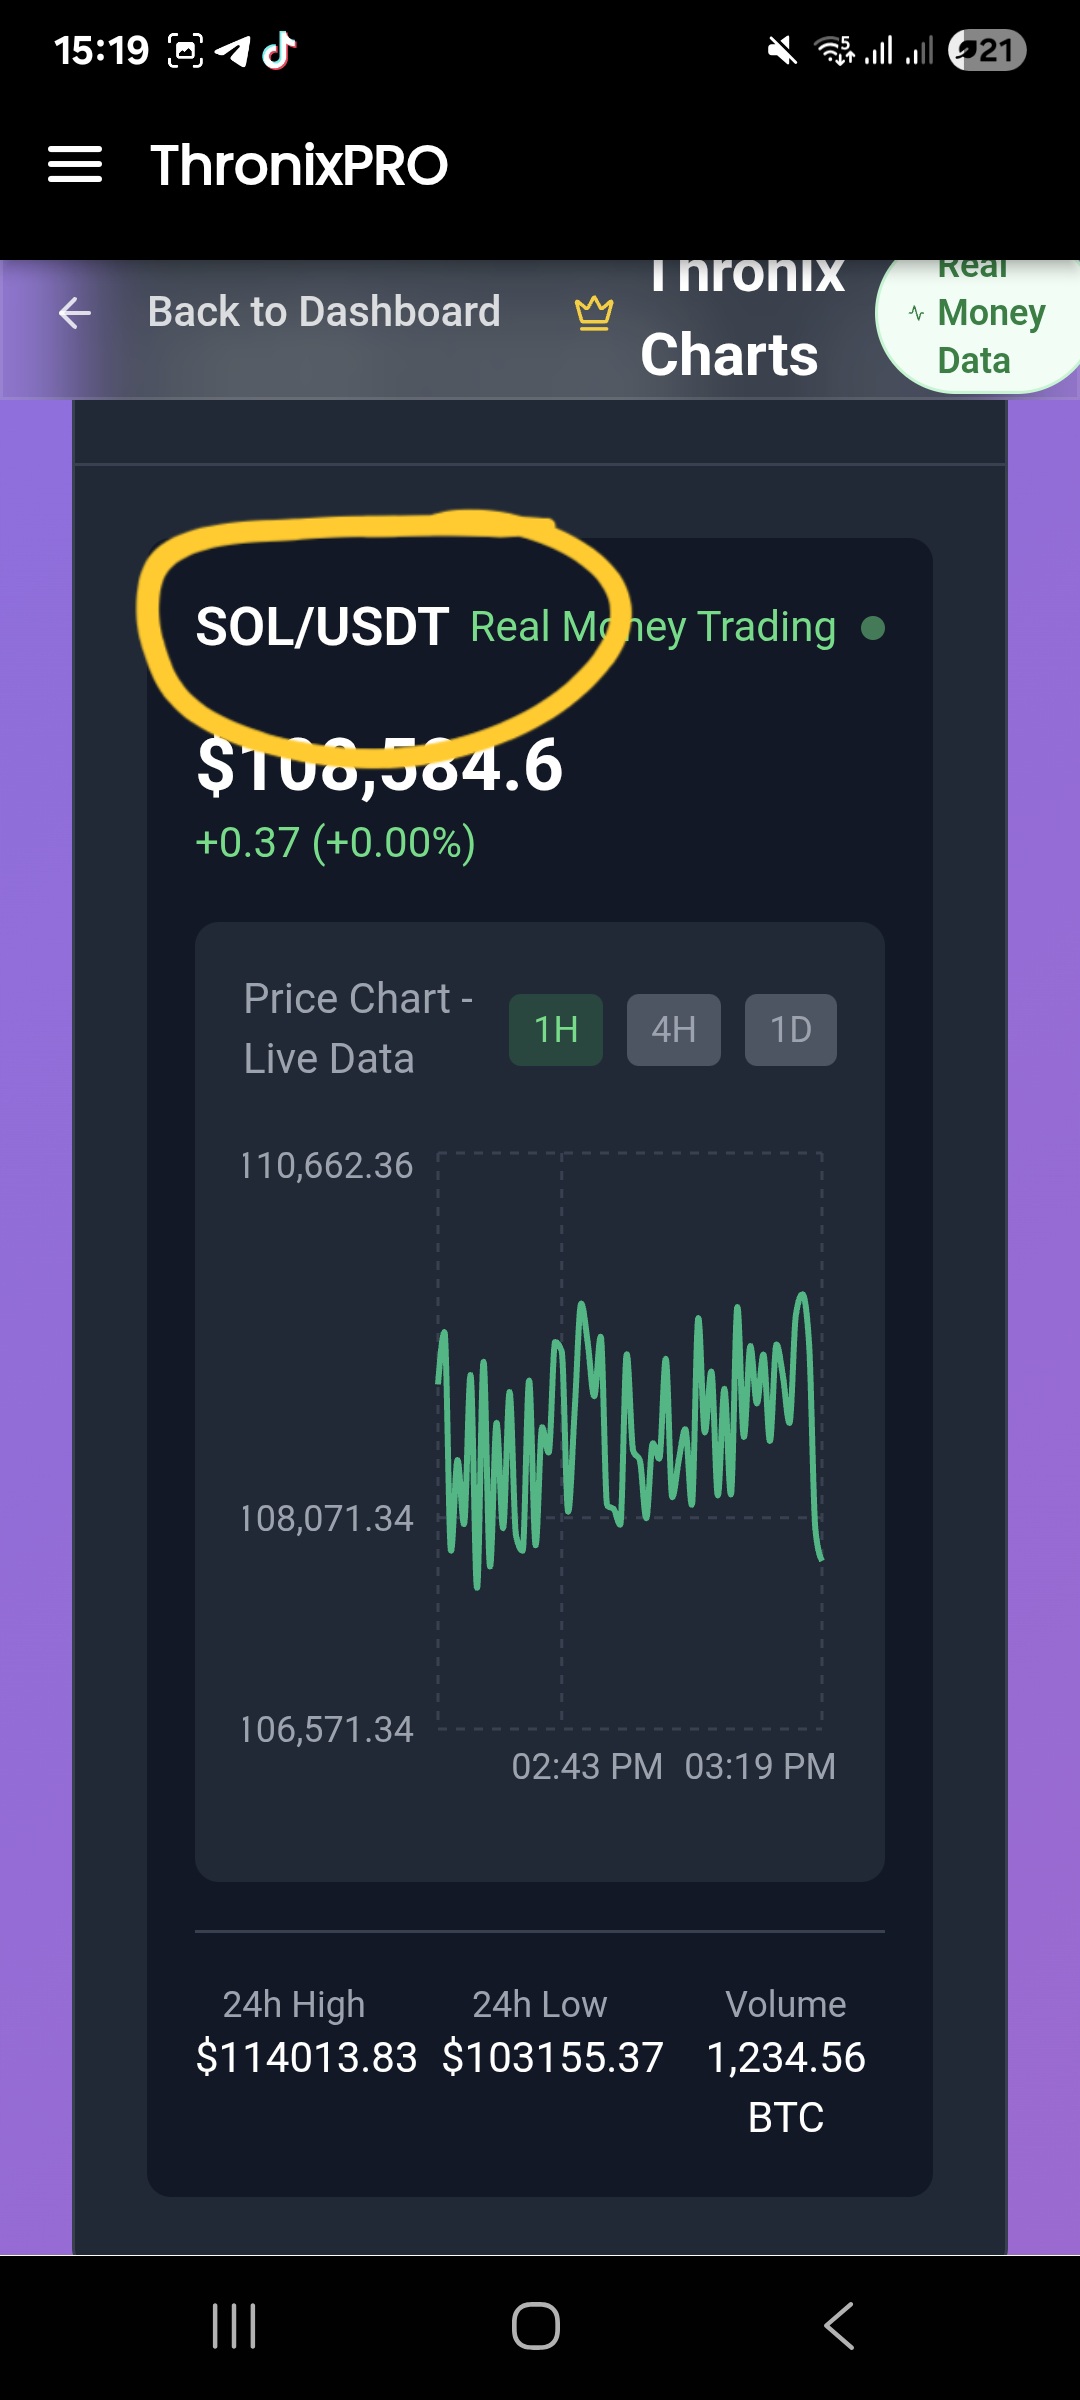 15:19
5
21
ThronixPRO
Back to Dashboard
Thronix
Charts
Real
Money
Data
SOL/USDT Real Money Trading
$108,584.6
+0.37 (+0.00%)
Price Chart -
Live Data
1H 4H 1D
110,662.36
108,071.34
106,571.34
02:43 PM 03:19 PM
24h High 24h Low Volume
$114013.83 $103155.37 1,234.56
BTC